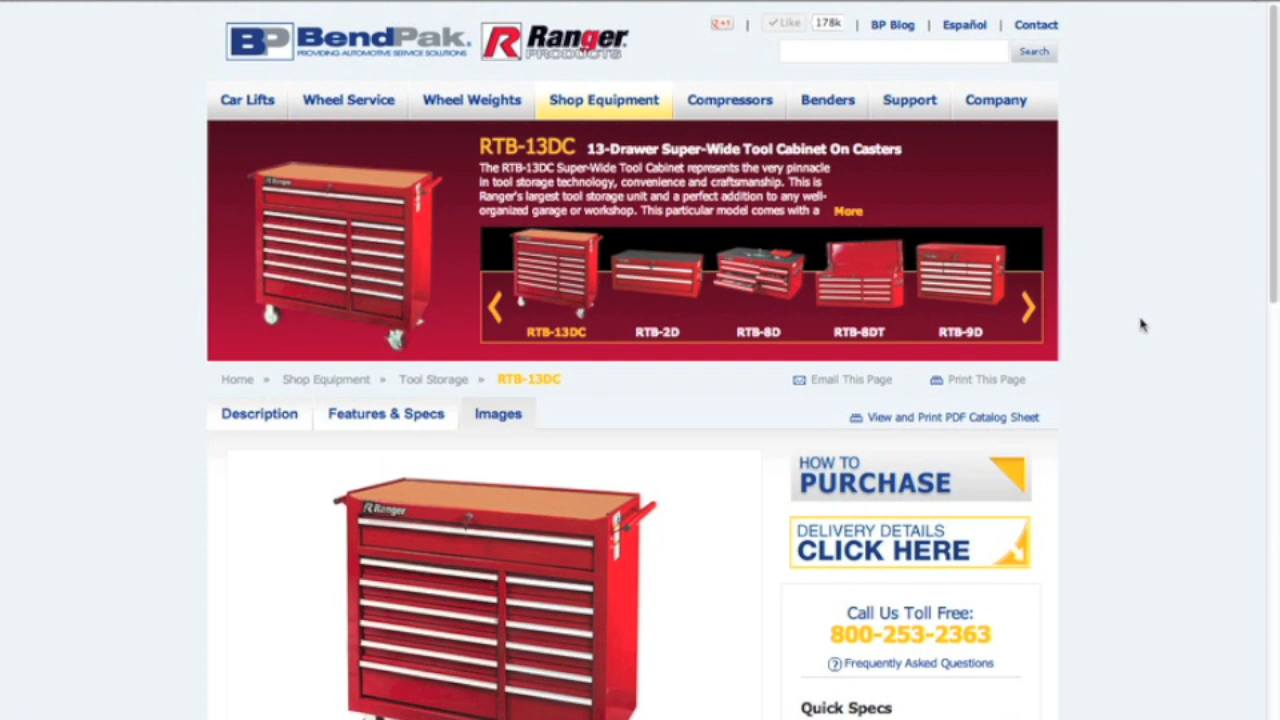 BP BendPak.
PROVIDING AUTOMOTIVE SERVICE SOLUTIONS
R Ranger
PRODUCTS
+1 | Like 178k | BP Blog | Español | Contact
Search
Car Lifts Wheel Service Wheel Weights Shop Equipment Compressors Benders Support Company
RTB-13DC 13-Drawer Super-Wide Tool Cabinet On Casters
The RTB-13DC Super-Wide Tool Cabinet represents the very pinnacle
in tool storage technology, convenience and craftsmanship. This is
Ranger's largest tool storage unit and a perfect addition to any well-
organized garage or workshop. This particular model comes with a More
Ranger
RTB-13DC RTB-2D RTB-8D RTB-8DT RTB-9D
Home » Shop Equipment » Tool Storage » RTB-13DC
Email This Page Print This Page
Description Features & Specs Images
View and Print PDF Catalog Sheet
HOW TO
PURCHASE
DELIVERY DETAILS
CLICK HERE
Ranger
Call Us Toll Free:
800-253-2363
? Frequently Asked Questions
Quick Specs